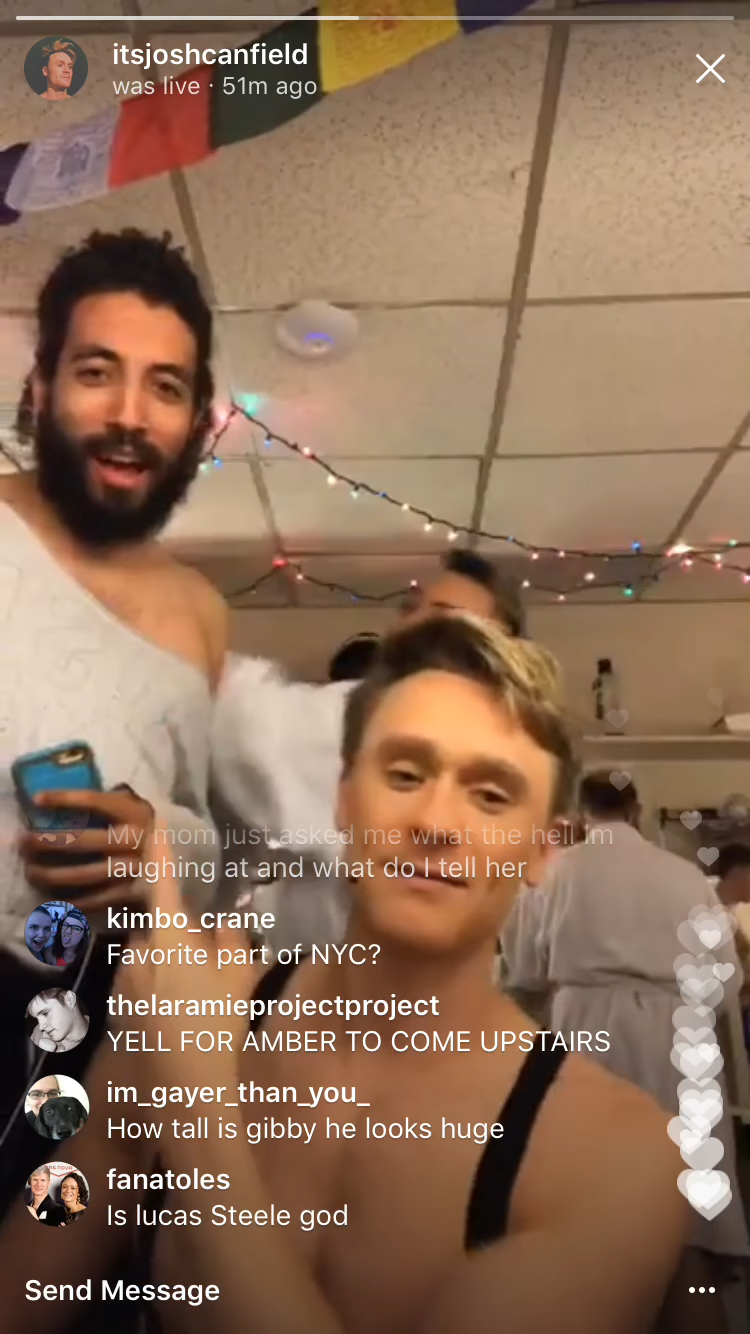 itsjoshcanfield
was live · 51m ago
My mom just asked me what the hell im
laughing at and what do I tell her
kimbo_crane
Favorite part of NYC?
thelaramieprojectproject
YELL FOR AMBER TO COME UPSTAIRS
im_gayer_than_you_
How tall is gibby he looks huge
fanatoles
Is lucas Steele god
Send Message